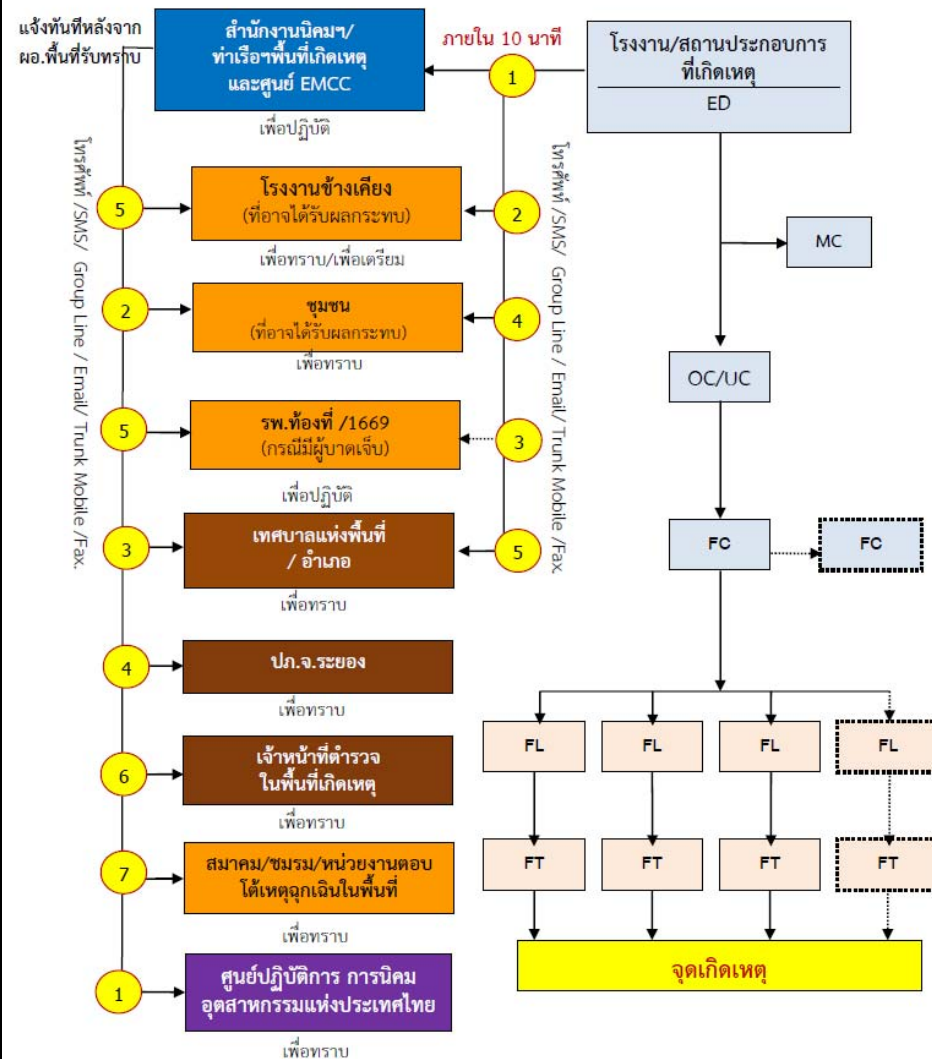 แจ้งทันทีหลังจาก
ผอ.พื้นที่รับทราบ
สำนักงานนิคมฯ/
ท่าเรือฯพื้นที่เกิดเหตุ
และศูนย์ EMCC
เพื่อปฏิบัติ
ภายใน 10 นาที
1
โรงงาน/สถานประกอบการ
ที่เกิดเหตุ
ED
โทรศัพท์ /SMS/ Group Line / Email/ Trunk Mobile /Fax.
5
โรงงานข้างเคียง
(ที่อาจได้รับผลกระทบ)
2
เพื่อทราบ/เพื่อเตรียม
2
ชุมชน
(ที่อาจได้รับผลกระทบ)
4
เพื่อทราบ
5
รพ.ท้องที่ /1669
(กรณีมีผู้บาดเจ็บ)
3
เพื่อปฏิบัติ
3
เทศบาลแห่งพื้นที่
/ อำเภอ
5
เพื่อทราบ
4
ปภ.จ.ระยอง
เพื่อทราบ
6
เจ้าหน้าที่ตำรวจ
ในพื้นที่เกิดเหตุ
เพื่อทราบ
7
สมาคม/ชมรม/หน่วยงานตอบ
โต้เหตุฉุกเฉินในพื้นที่
เพื่อทราบ
1
ศูนย์ปฏิบัติการ การนิคม
อุตสาหกรรมแห่งประเทศไทย
เพื่อทราบ
โทรศัพท์ /SMS/ Group Line / Email/ Trunk Mobile /Fax
MC
OC/UC
FC
FC
FL
FL
FL
FL
FT
FT
FT
FT
จุดเกิดเหตุ